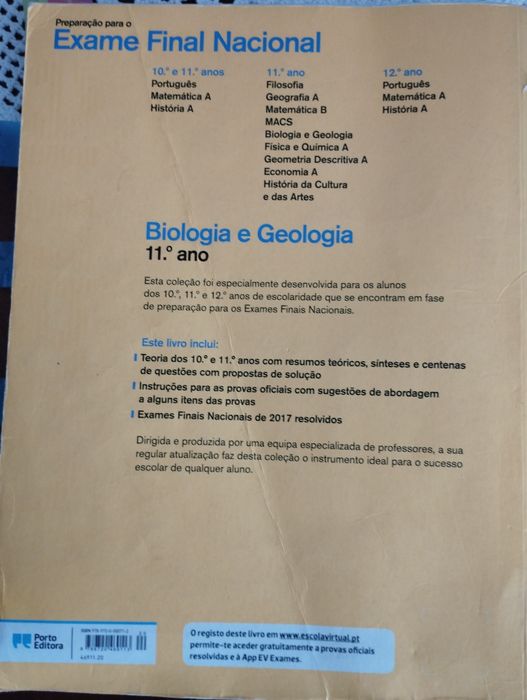 Preparação para o
Exame Final Nacional
10.º e 11.º anos
Português
Matemática A
História A
11.º ano
Filosofia
Geografia A
Matemática B
MACS
Biologia e Geologia
Física e Química A
Geometria Descritiva A
Economia A
História da Cultura
e das Artes
12.º ano
Português
Matemática A
História A
Biologia e Geologia
11.º ano
Esta coleção foi especialmente desenvolvida para os alunos
dos 10.º, 11.º e 12.º anos de escolaridade que se encontram em fase
de preparação para os Exames Finais Nacionais.
Este livro inclui:
Teoria dos 10.º e 11.º anos com resumos teóricos, sínteses e centenas
de questões com propostas de solução
Instruções para as provas oficiais com sugestões de abordagem
a alguns itens das provas
Exames Finais Nacionais de 2017 resolvidos
Dirigida e produzida por uma equipa especializada de professores, a sua
regular atualização faz desta coleção o instrumento ideal para o sucesso
escolar de qualquer aluno.
Porto
Editora
O registo deste livro em www.escolavirtual.pt
permite-te aceder gratuitamente a provas oficiais
resolvidas e à App EV Exames.